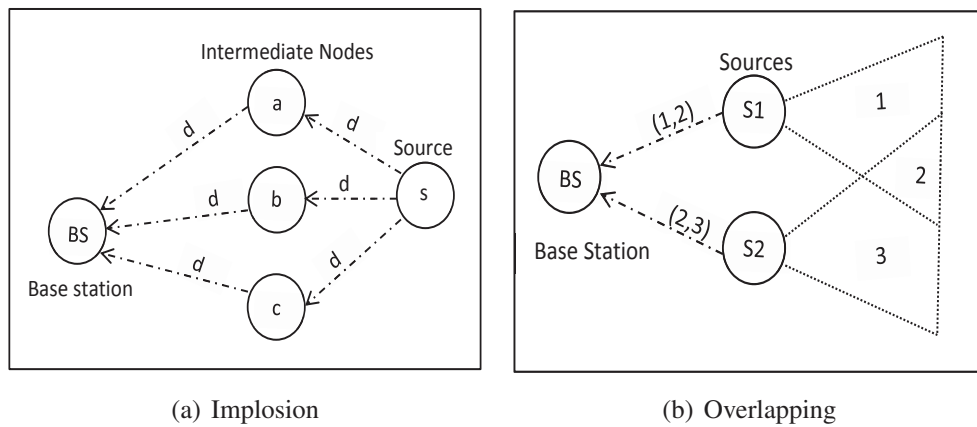 Intermediate Nodes
a
d
d
Source
s
b
d
d
BS
Base station
d
d
c
(a) Implosion
Sources
S1
1
(1,2)
BS
2
Base Station
(2,3)
S2
3
(b) Overlapping